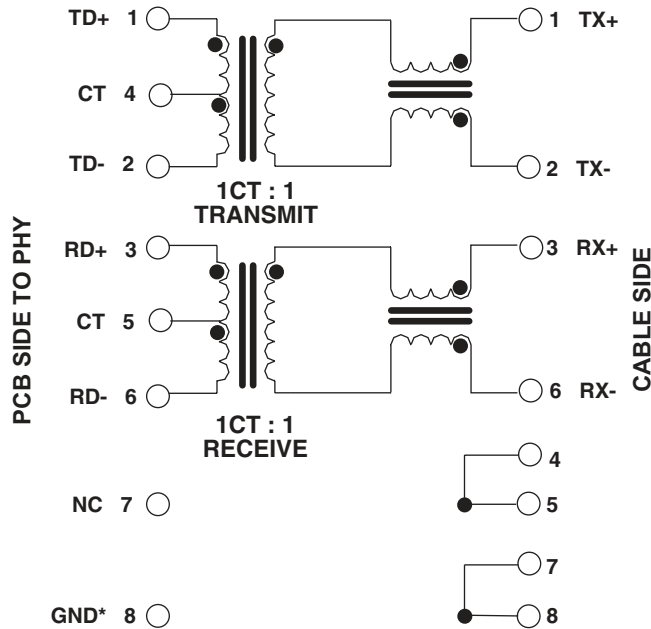 TD+ 1
1 TX+
CT 4
TD- 2
2 TX-
1CT : 1
TRANSMIT
PCB SIDE TO PHY
RD+ 3
3 RX+
CT 5
CABLE SIDE
RD- 6
6 RX-
1CT : 1
RECEIVE
4
NC 7
5
7
GND* 8
8